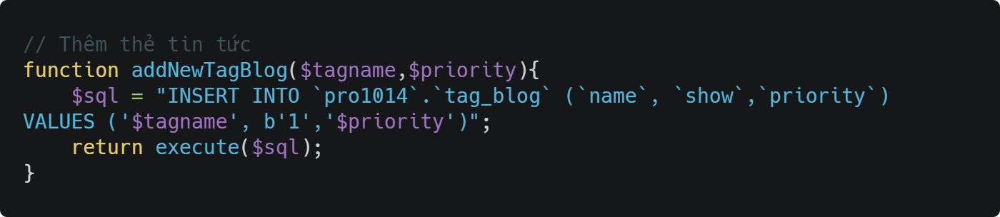 // Thêm thẻ tin tức
function addNewTagBlog($tagname,$priority){
    $sql = "INSERT INTO `pro1014`.`tag_blog` (`name`, `show`,`priority`)
VALUES ('$tagname', b'1','$priority')";
    return execute($sql);
}